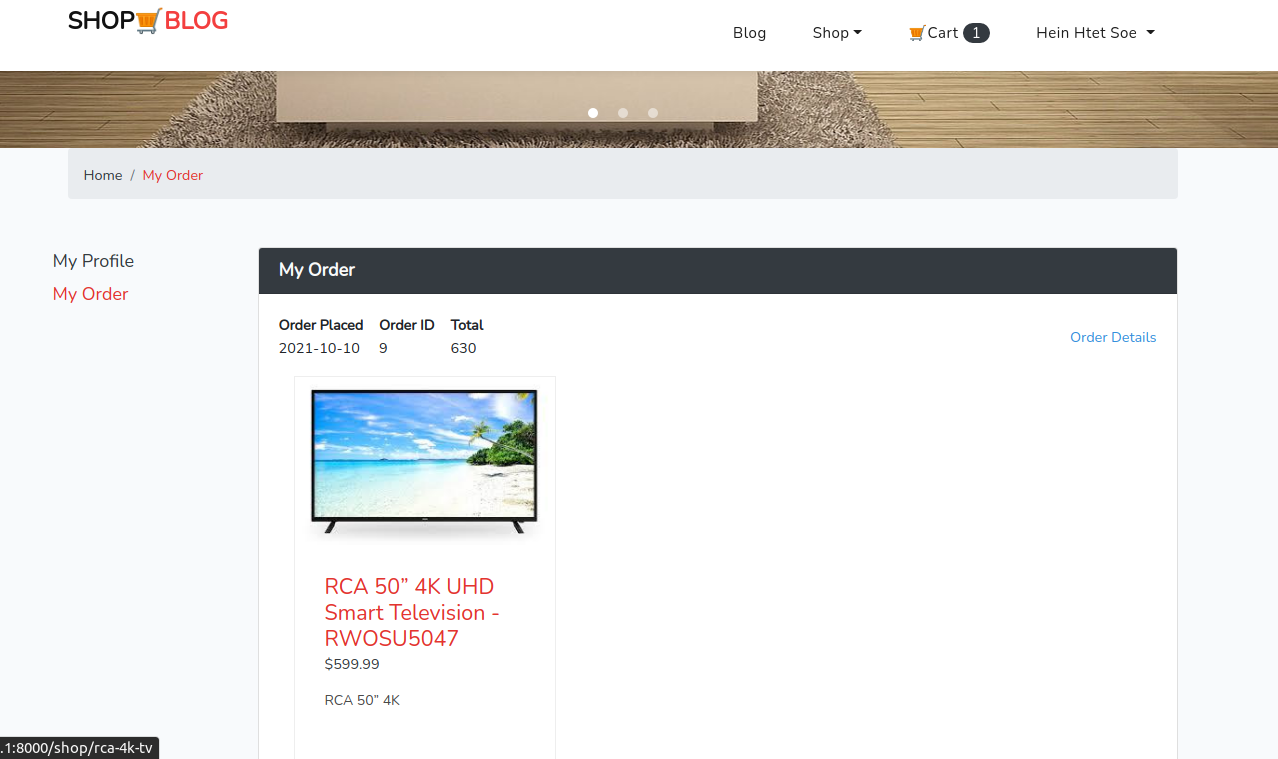 SHOP🛒BLOG
Blog Shop 🛒Cart 1 Hein Htet Soe
Home / My Order
My Profile
My Order
My Order
Order Placed Order ID Total
2021-10-10 9 630
Order Details
RCA 50” 4K UHD
Smart Television -
RWOSU5047
$599.99
RCA 50” 4K
.1:8000/shop/rca-4k-tv